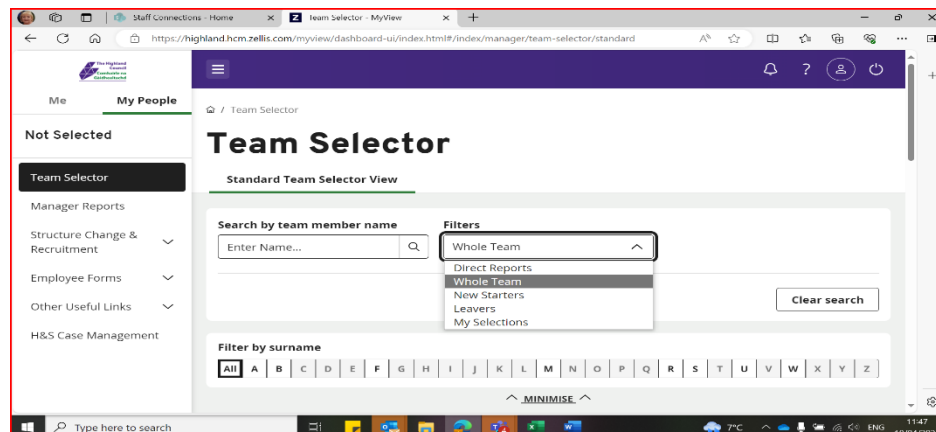 Staff Connections - Home
Team Selector - MyView
https://highland.hcm.zellis.com/myview/dashboard-ui/index.html#/index/manager/team-selector/standard
The Highland
Council
Me
My People
Not Selected
Team Selector
Manager Reports
Structure Change &
Recruitment
Employee Forms
Other Useful Links
H&S Case Management
?
/ Team Selector
Team Selector
Standard Team Selector View
Search by team member name
Enter Name...
Filters
Whole Team
Direct Reports
Whole Team
New Starters
Leavers
My Selections
Clear search
Filter by surname
All A B C D E F G H I J K L M N O P Q R S T U V W X Y Z
MINIMISE
Type here to search
7°C
ENG
11:47